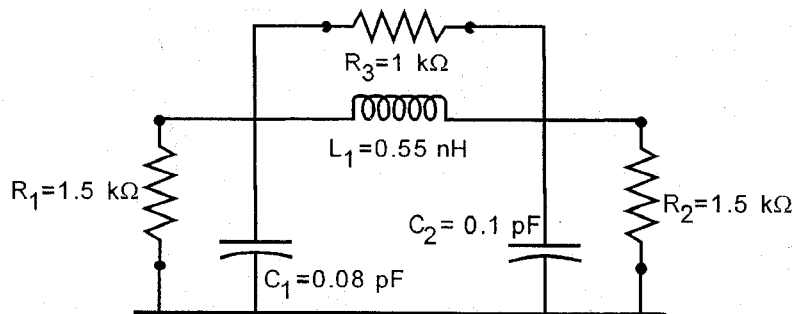 R3=1 kΩ
L1=0.55 nH
R1=1.5 kΩ
R2=1.5 kΩ
C2= 0.1 pF
C1=0.08 pF